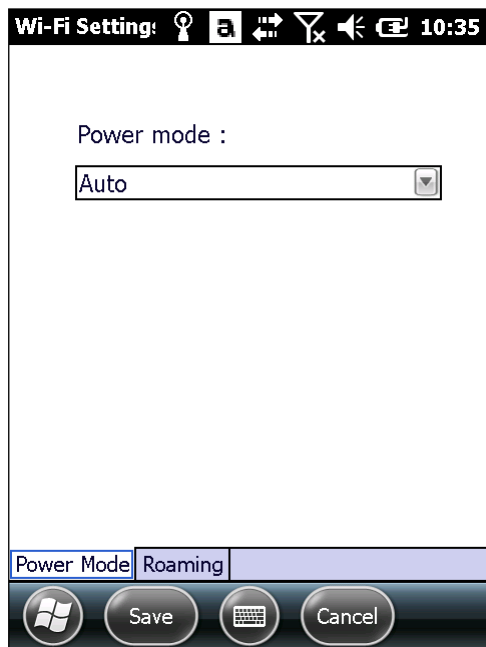 Wi-Fi Setting: a 10:35
Power mode :
Auto
Power Mode Roaming
Save Cancel